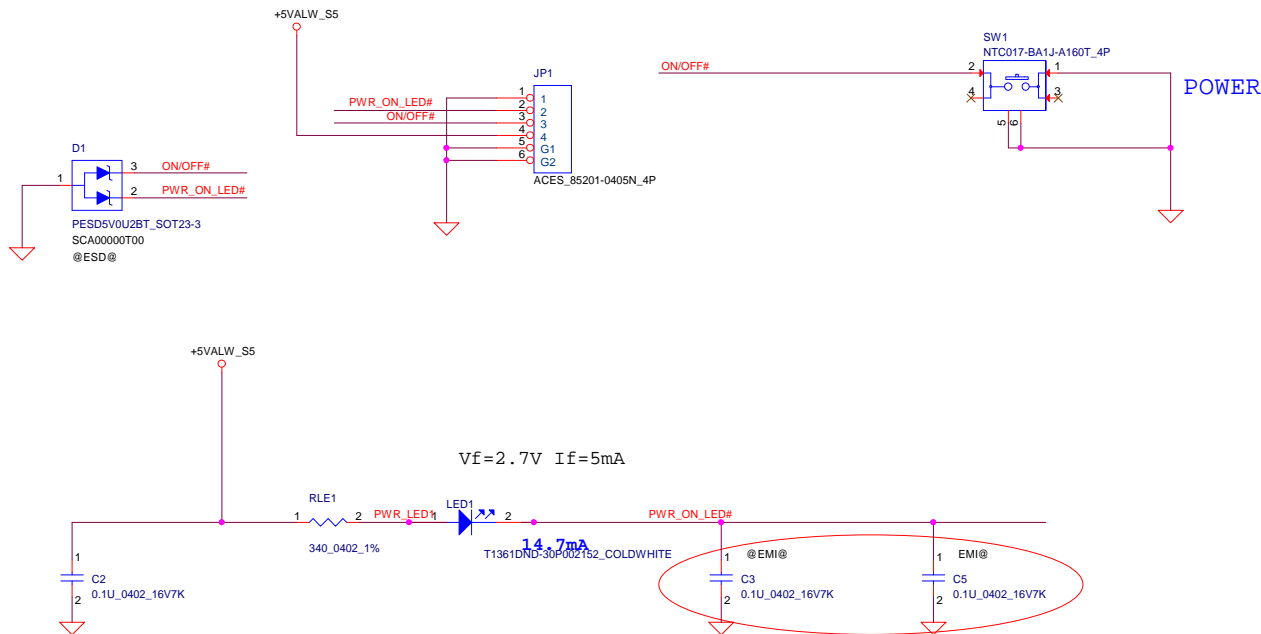 +5VALW_S5
JP1
1 1
PWR_ON_LED# 2 2
ON/OFF# 3 3
4 4
5 G1
6 G2
ACES_85201-0405N_4P
ON/OFF#
SW1
NTC017-BA1J-A160T_4P
2 1
4 3
5 6
POWER
D1
1
3 ON/OFF#
2 PWR_ON_LED#
PESD5V0U2BT_SOT23-3
SCA00000T00
@ESD@
+5VALW_S5
Vf=2.7V If=5mA
RLE1
1 2
340_0402_1%
PWR_LED1
LED1
1 2
14.7mA
T1361DND-30P002152_COLDWHITE
PWR_ON_LED#
1
C2
0.1U_0402_16V7K
2
1 @EMI@
C3
0.1U_0402_16V7K
2
1 EMI@
C5
0.1U_0402_16V7K
2